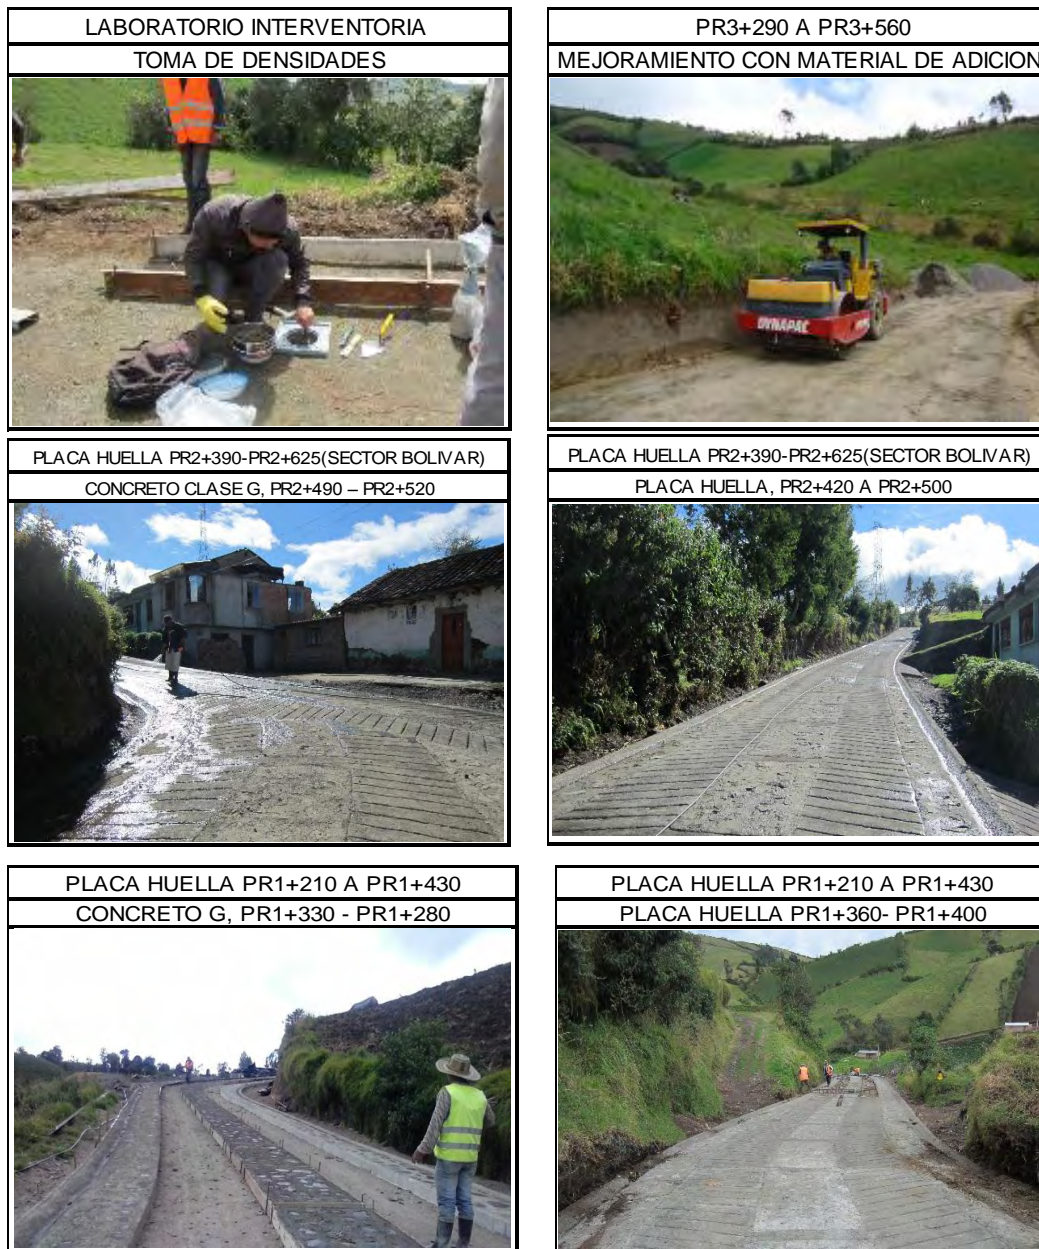 LABORATORIO INTERVENTORIA
TOMA DE DENSIDADES
PR3+290 A PR3+560
MEJORAMIENTO CON MATERIAL DE ADICION
DYNAPAC
PLACA HUELLA PR2+390-PR2+625(SECTOR BOLIVAR)
CONCRETO CLASE G, PR2+490 – PR2+520
PLACA HUELLA PR2+390-PR2+625(SECTOR BOLIVAR)
PLACA HUELLA, PR2+420 A PR2+500
PLACA HUELLA PR1+210 A PR1+430
CONCRETO G, PR1+330 - PR1+280
PLACA HUELLA PR1+210 A PR1+430
PLACA HUELLA PR1+360- PR1+400